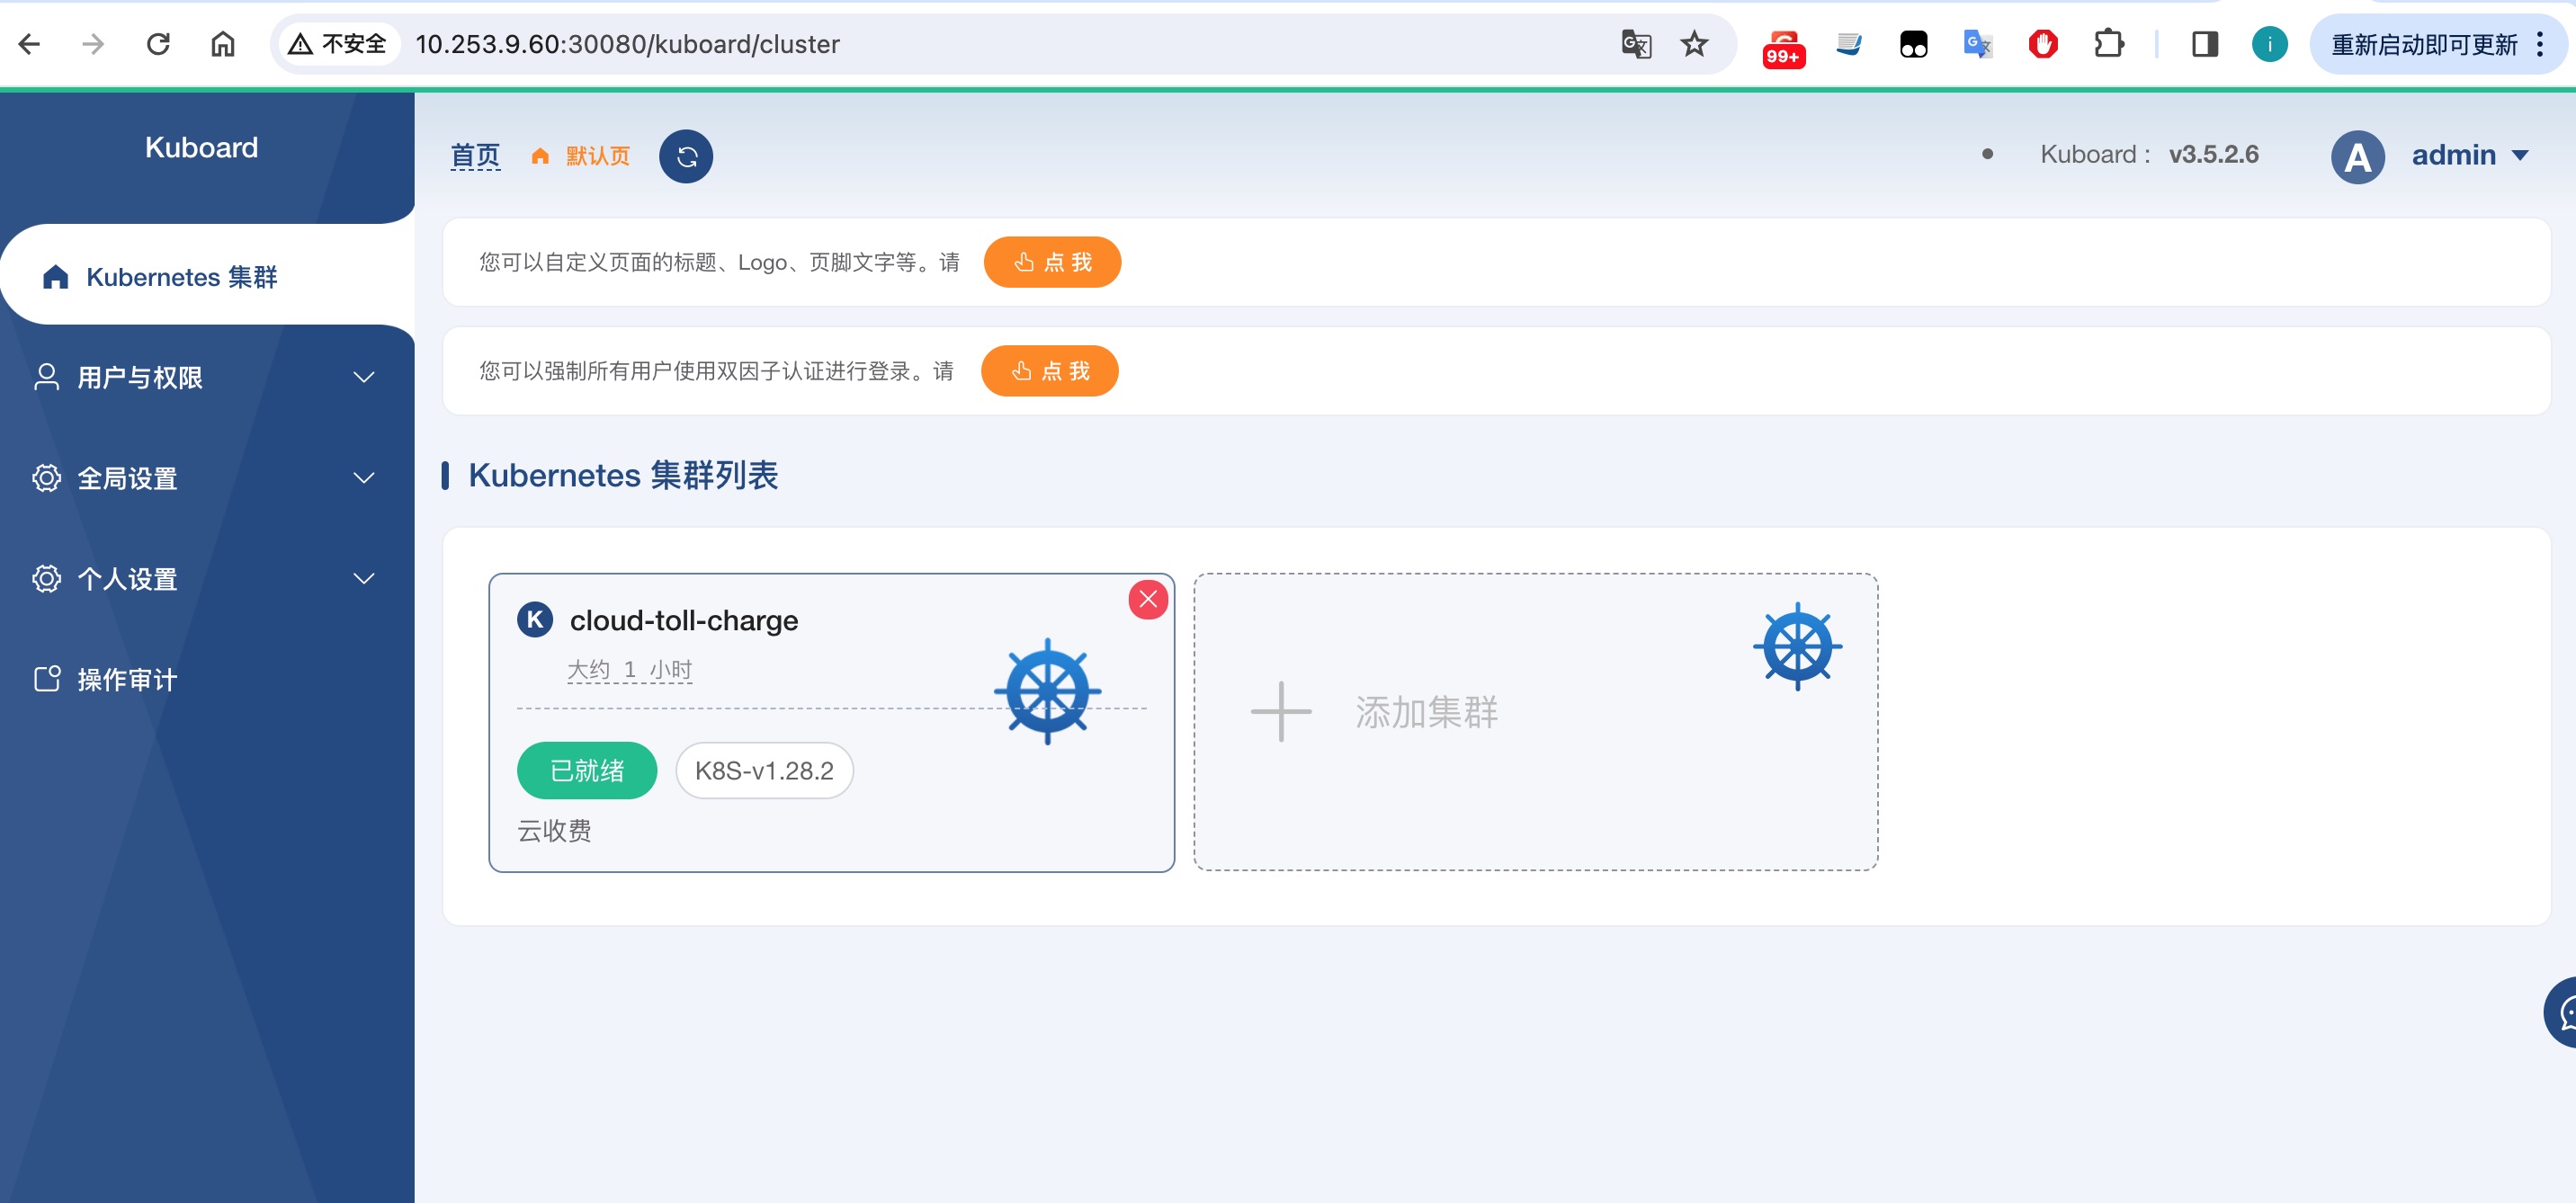 不安全 10.253.9.60:30080/kuboard/cluster 99+ i 重新启动即可更新
Kuboard
首页 默认页 Kuboard : v3.5.2.6 A admin
您可以自定义页面的标题、Logo、页脚文字等。请 点 我
Kubernetes 集群
您可以强制所有用户使用双因子认证进行登录。请 点 我
用户与权限
全局设置
个人设置
操作审计
Kubernetes 集群列表
K cloud-toll-charge
大约 1 小时
已就绪 K8S-v1.28.2
云收费
添加集群